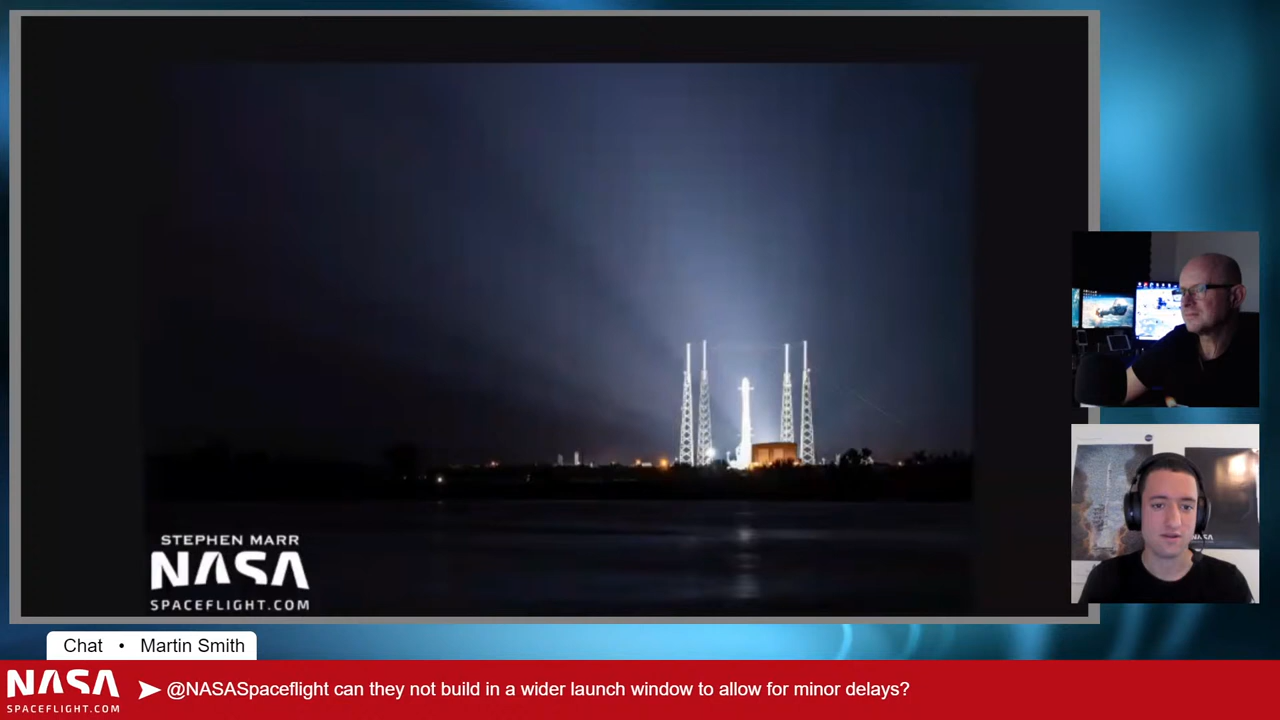 STEPHEN MARR
NASA
SPACEFLIGHT.COM
Chat • Martin Smith
NASA
SPACEFLIGHT.COM
@NASASpaceflight can they not build in a wider launch window to allow for minor delays?